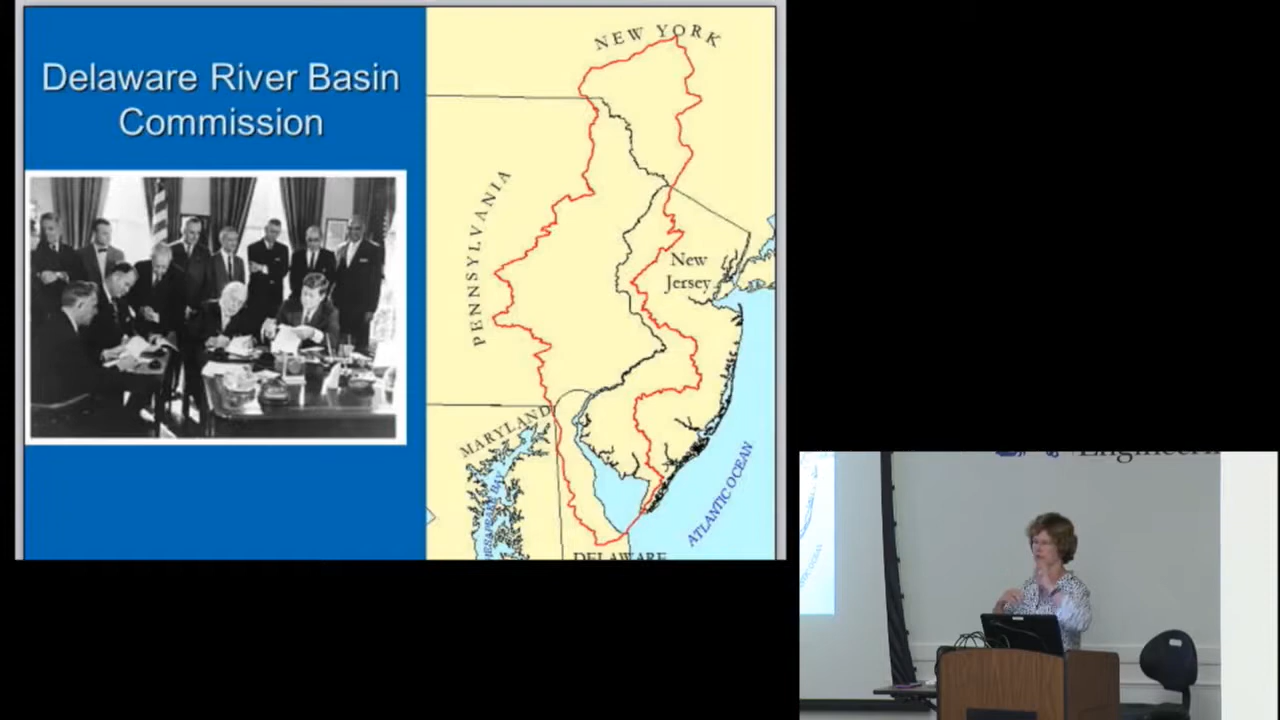 Delaware River Basin
Commission
NEW YORK
PENNSYLVANIA
New
Jersey
MARYLAND
ATLANTIC OCEAN
DELAWARE